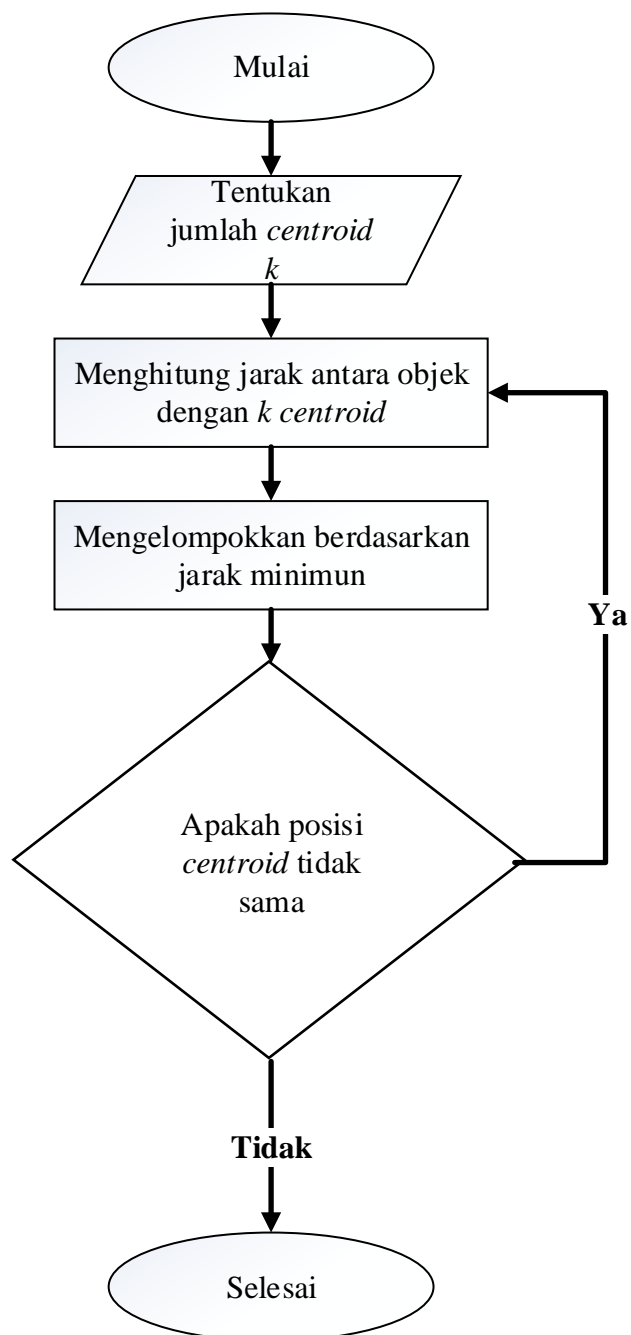 Mulai
Tentukan
jumlah centroid
k
Menghitung jarak antara objek
dengan k centroid
Mengelompokkan berdasarkan
jarak minimun
Ya
Apakah posisi
centroid tidak
sama
Tidak
Selesai